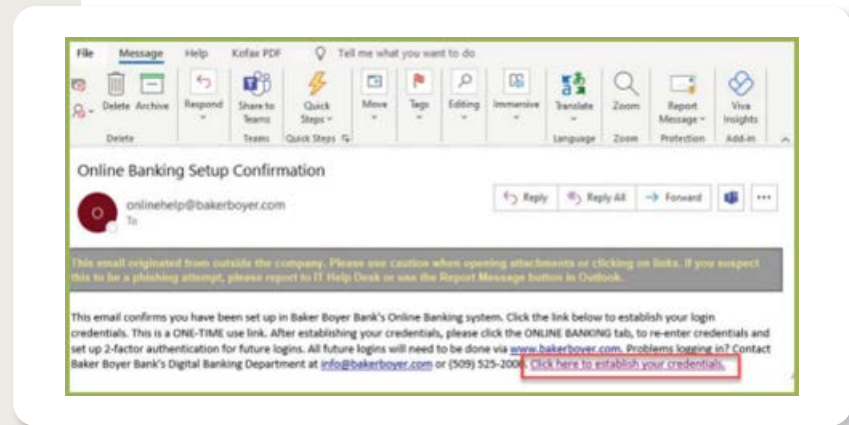 File Message Help Kofax PDF Tell me what you want to do
Delete Archive Respond Share to Teams Quick Steps Move Tags Editing Immersive Translate Zoom Report Message Viva Insights
Delete Teams Quick Steps Language Zoom Protection Add-in
Online Banking Setup Confirmation
O onlinehelp@bakerboyer.com
To
Reply Reply All Forward
This email originated from outside the company. Please use caution when opening attachments or clicking on links. If you suspect
this to be a phishing attempt, please report to IT Help Desk or use the Report Message button in Outlook.
This email confirms you have been set up in Baker Boyer Bank's Online Banking system. Click the link below to establish your login
credentials. This is a ONE-TIME use link. After establishing your credentials, please click the ONLINE BANKING tab, to re-enter credentials and
set up 2-factor authentication for future logins. All future logins will need to be done via www.bakerboyer.com. Problems logging in? Contact
Baker Boyer Bank's Digital Banking Department at info@bakerboyer.com or (509) 525-2000. Click here to establish your credentials.